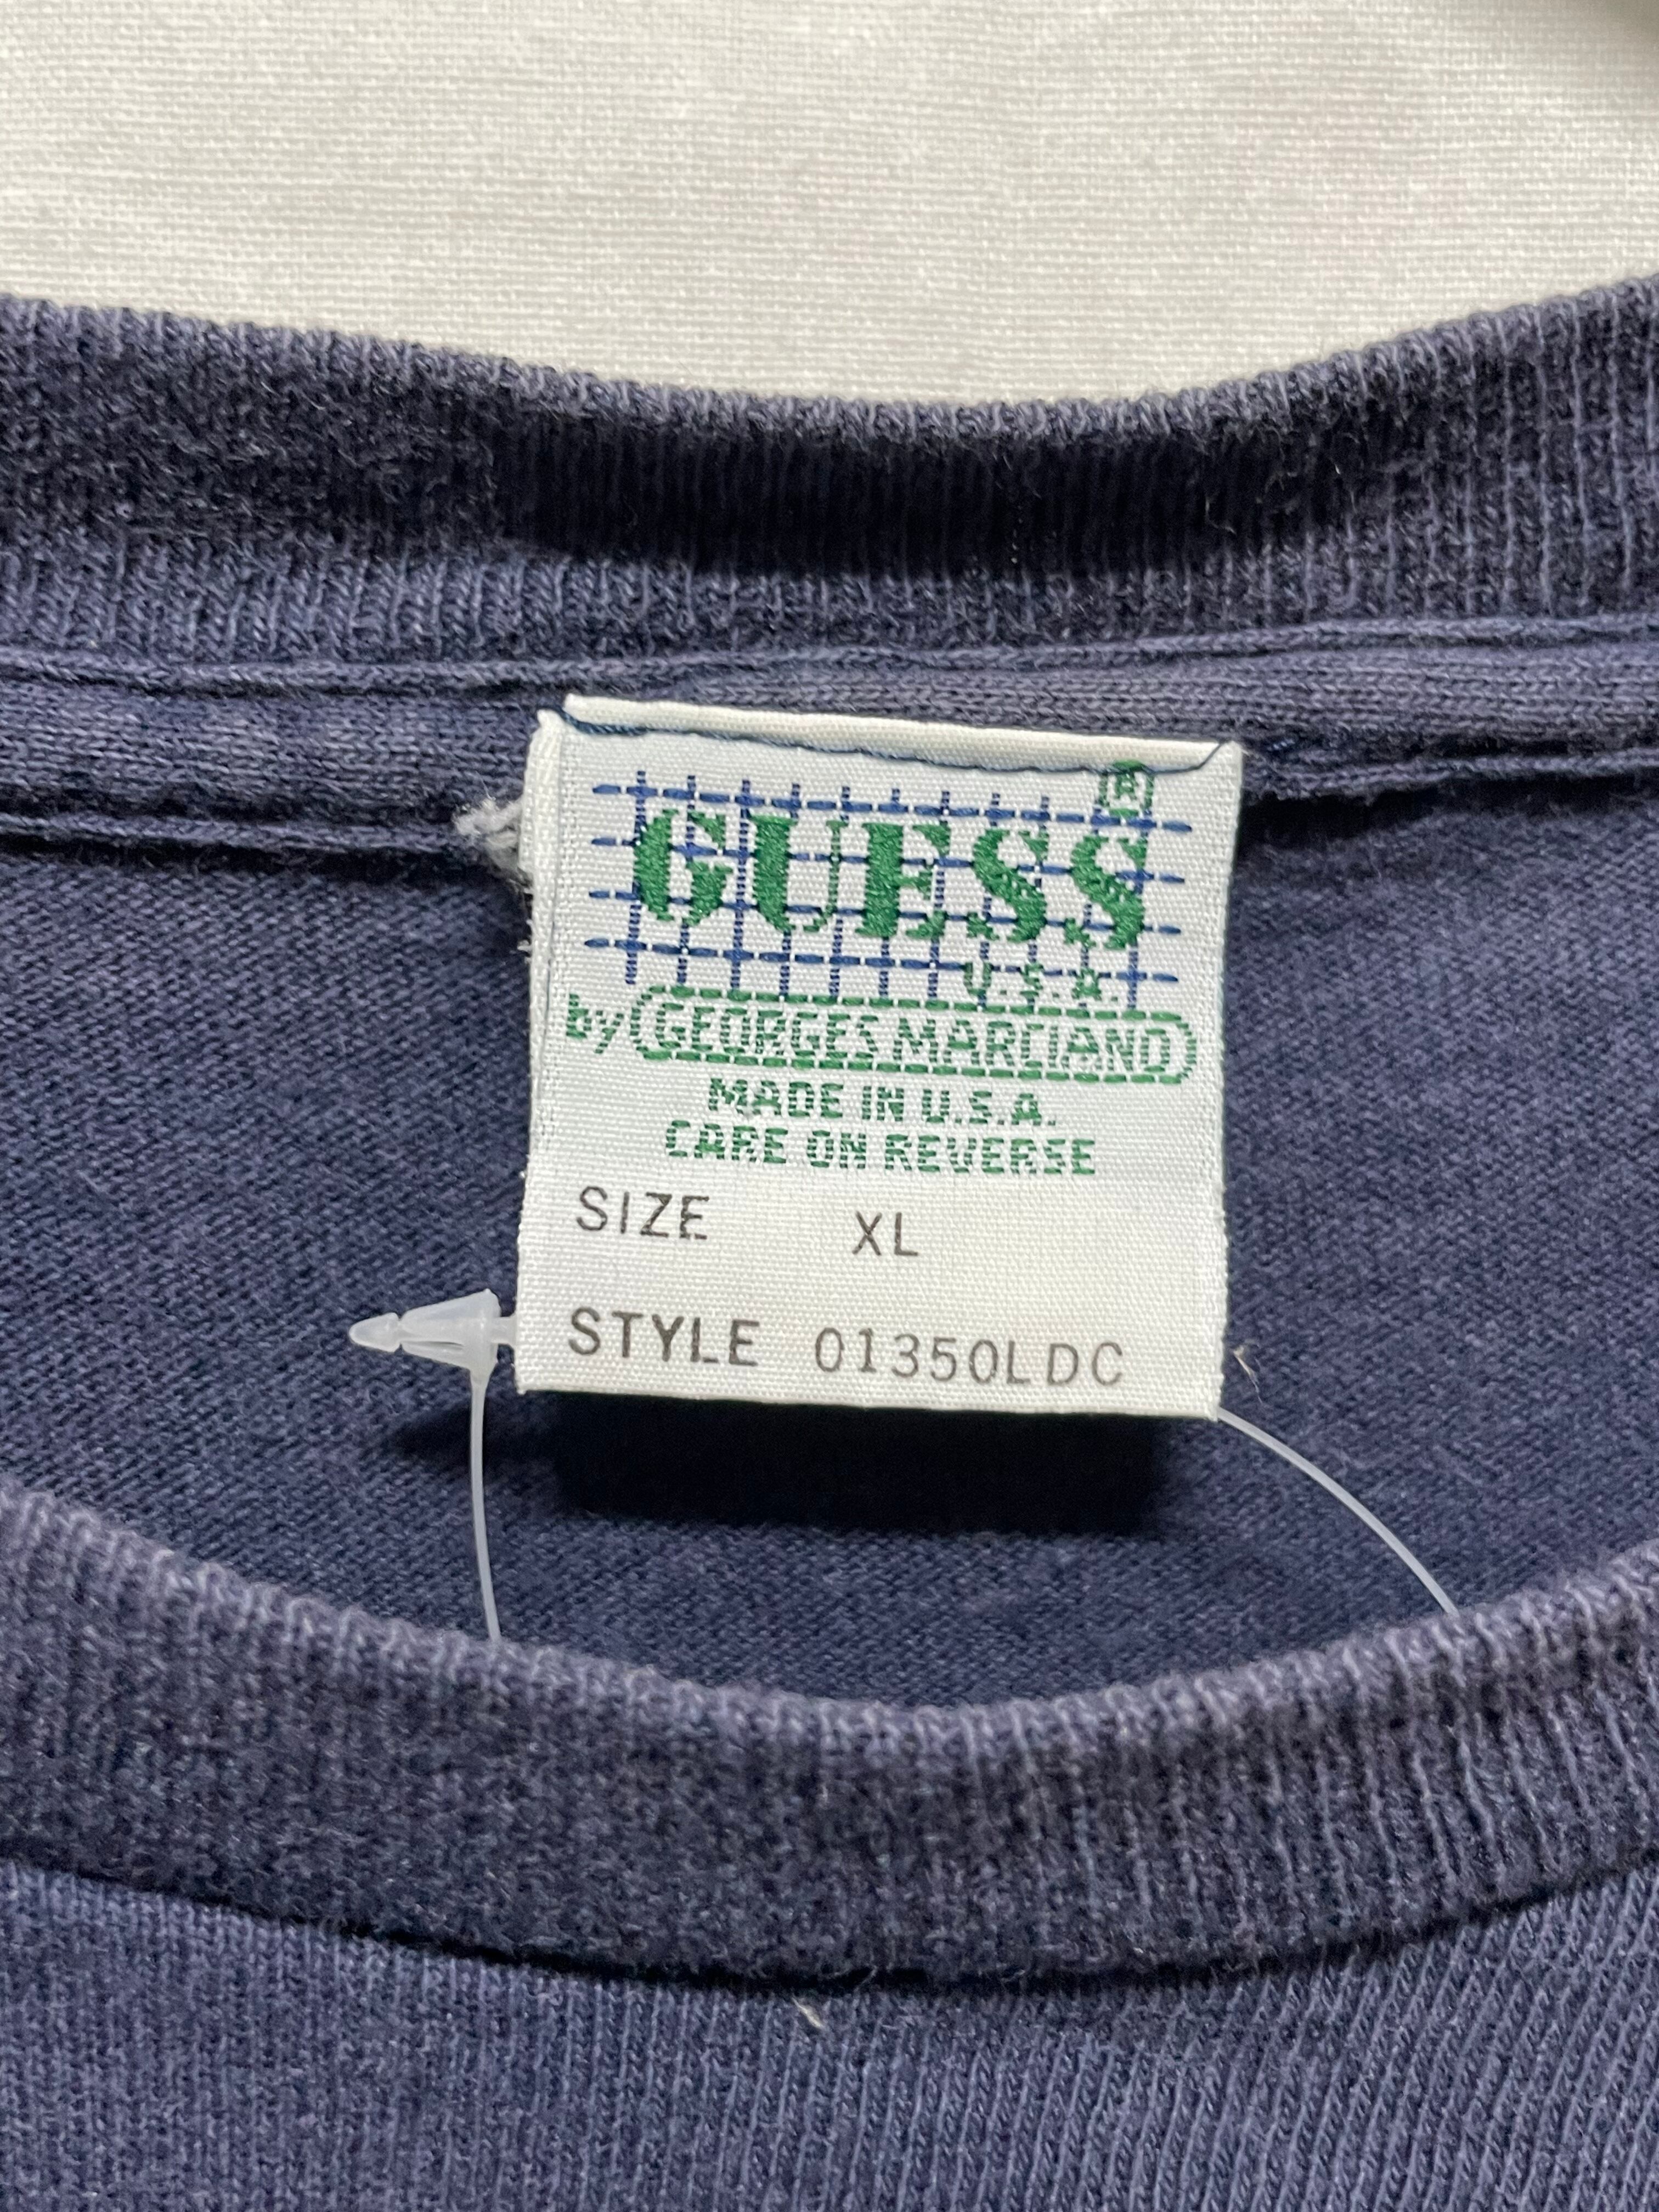 GUESS®
U.S.A.
by GEORGES MARCIANO
MADE IN U.S.A.
CARE ON REVERSE
SIZE XL
STYLE 01350LDC